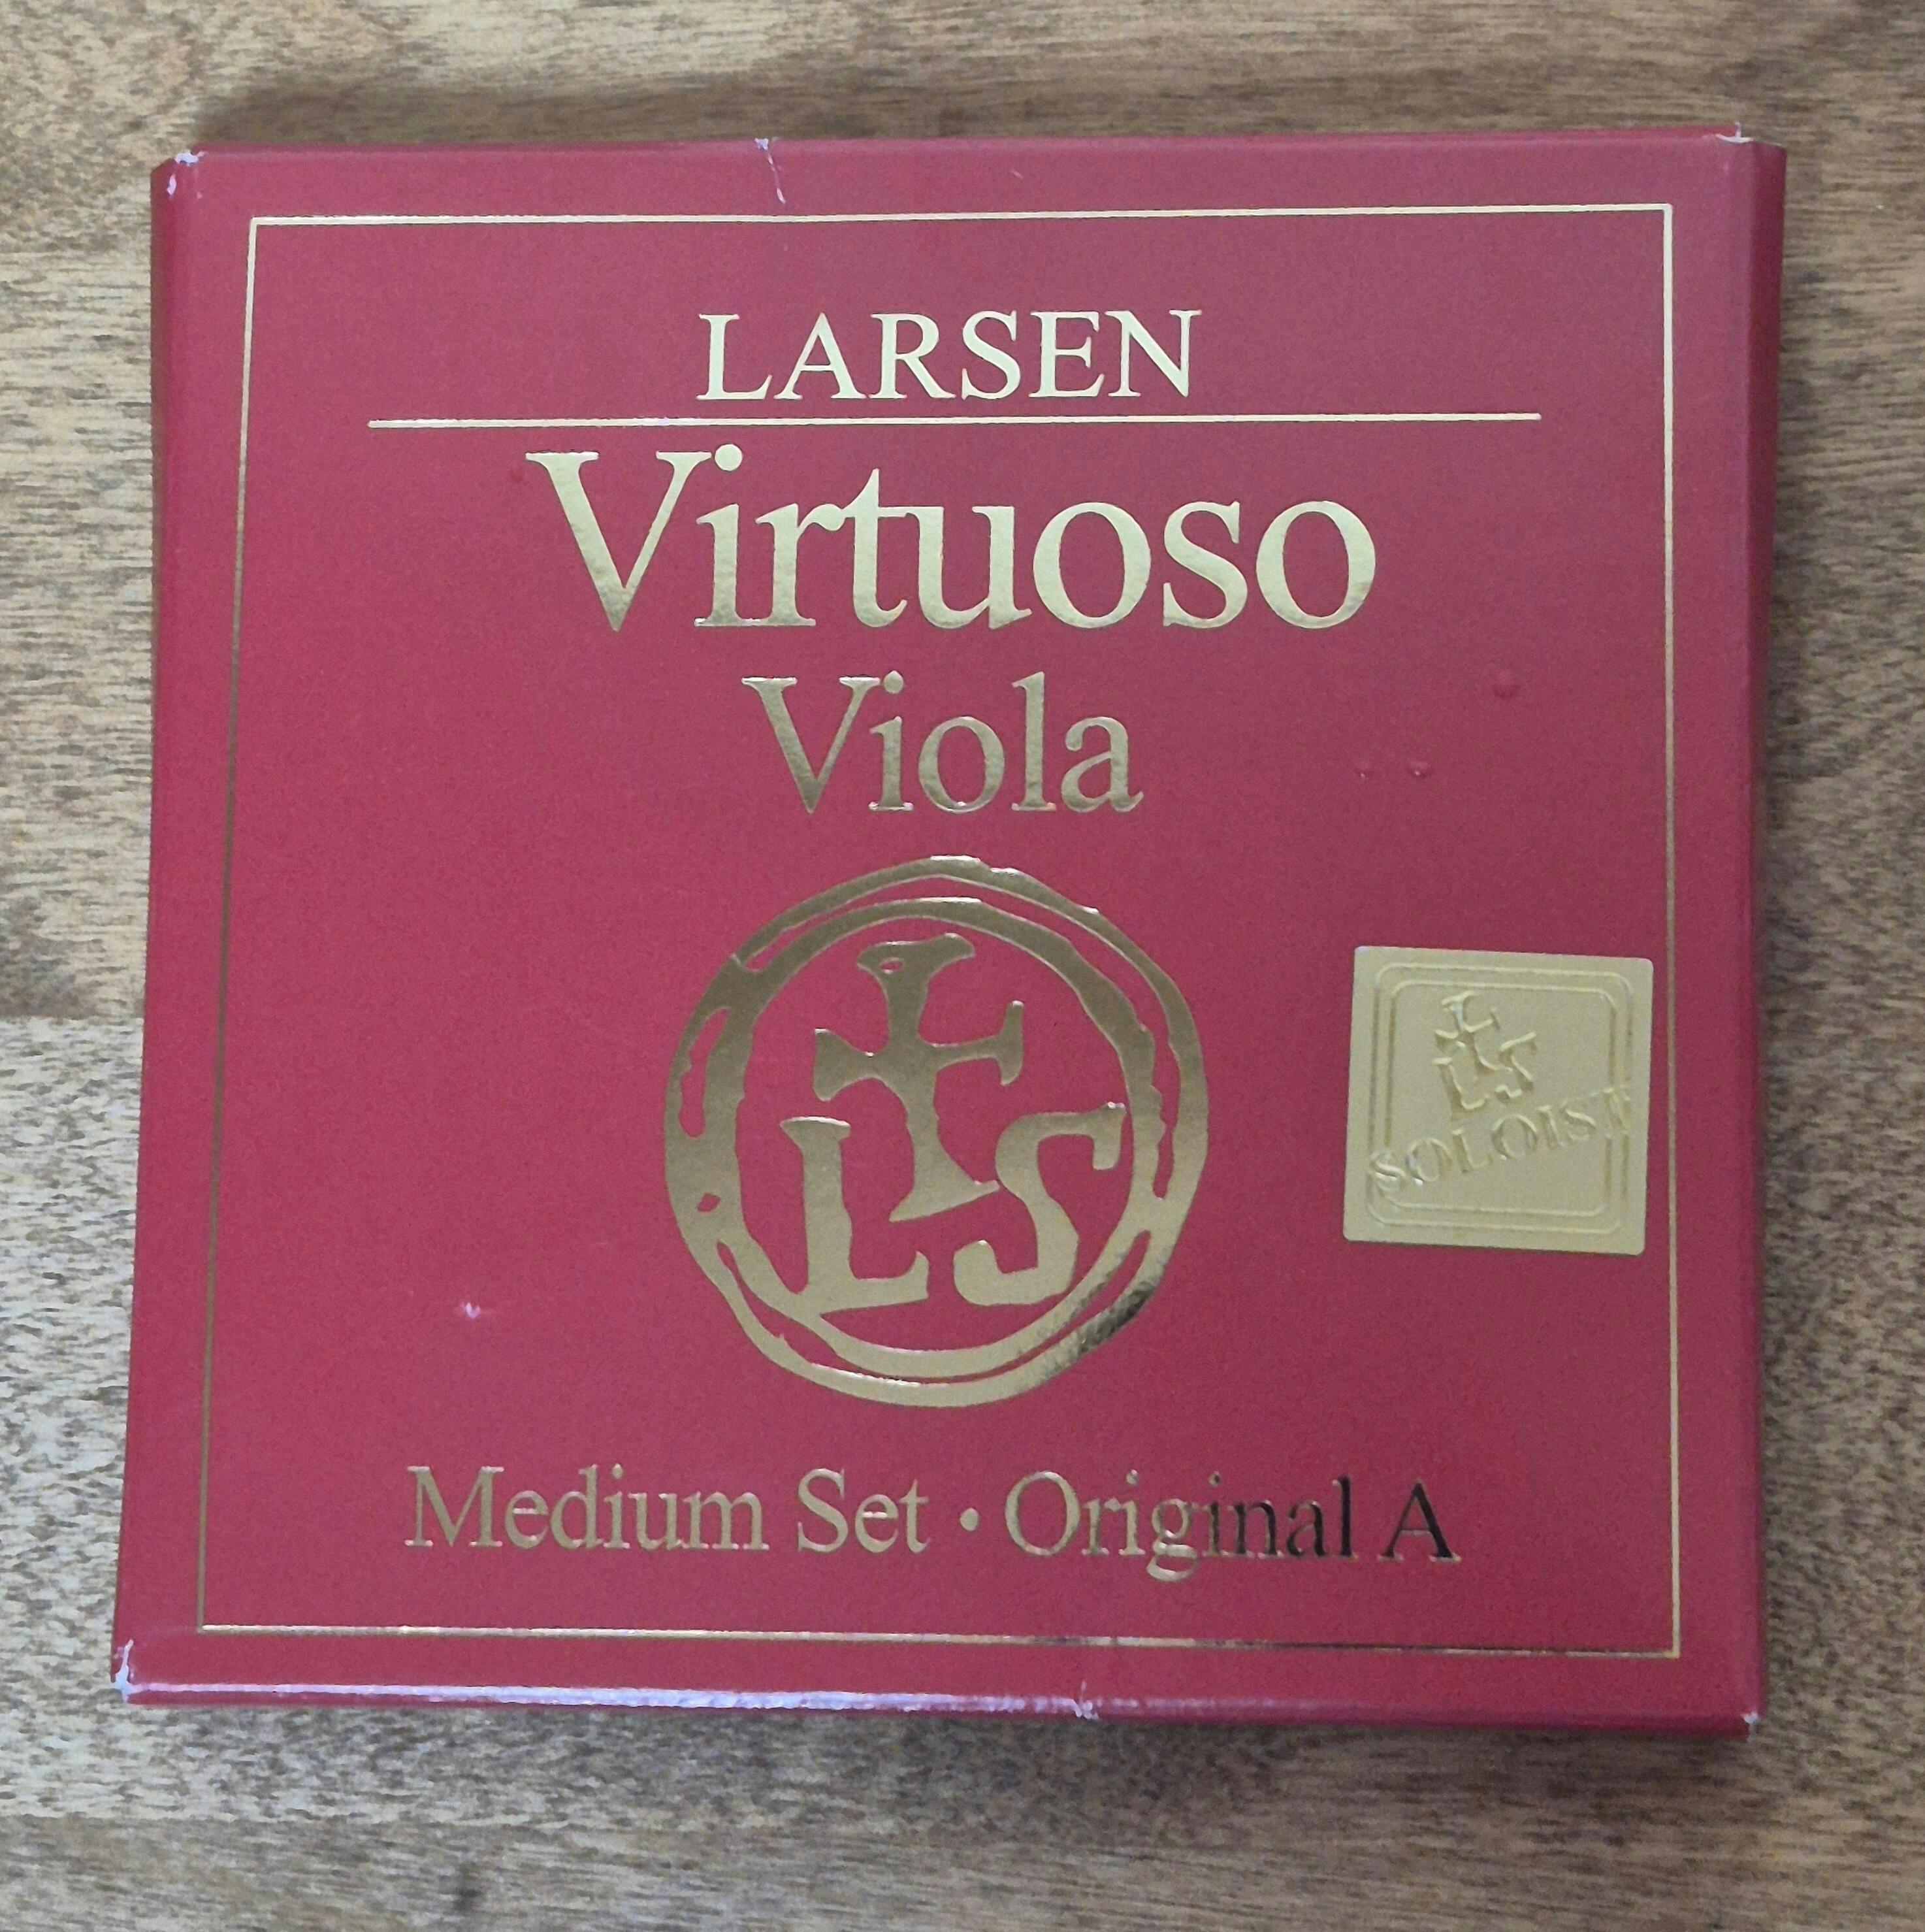 LARSEN
Virtuoso
Viola
LS
LS
SOLOIST
Medium Set · Original A